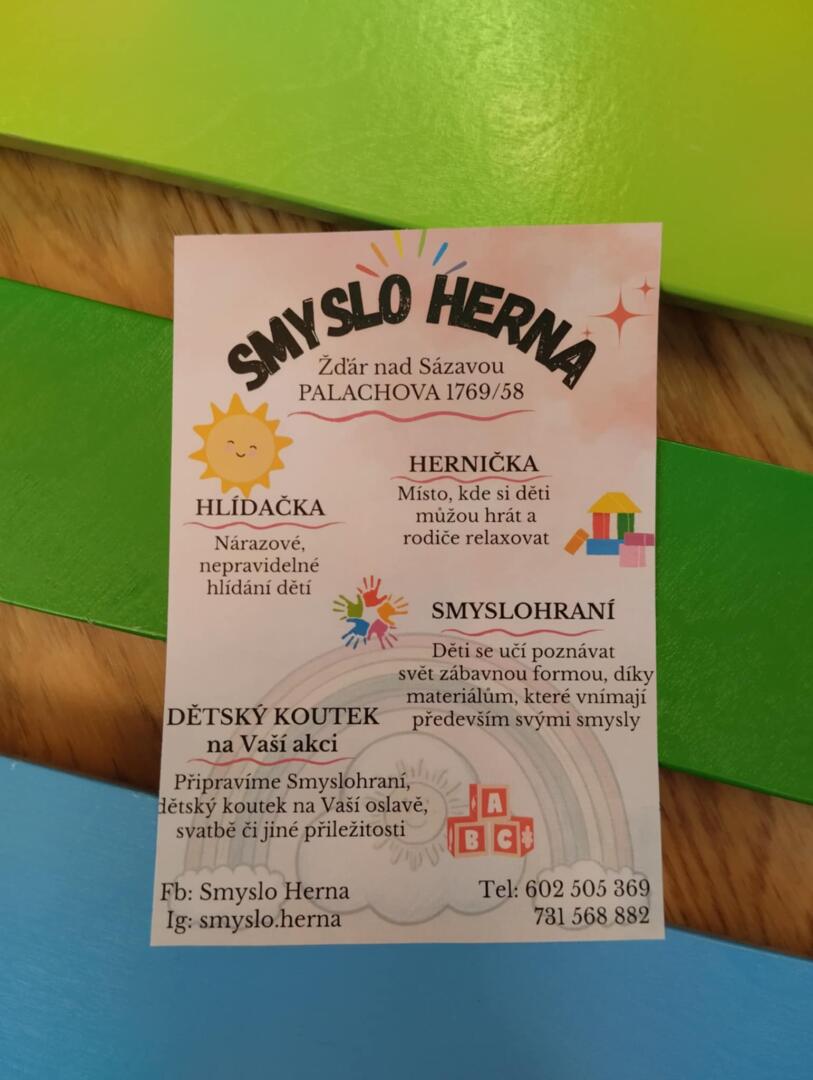 SMYSLO HERNA
Žďár nad Sázavou
PALACHOVA 1769/58
HLÍDAČKA
Nárazové,
nepravidelné
hlídání dětí
HERNIČKA
Místo, kde si děti
můžou hrát a
rodiče relaxovat
SMYSLOHRANÍ
Děti se učí poznávat
svět zábavnou formou, díky
materiálům, které vnímají
především svými smysly
DĚTSKÝ KOUTEK
na Vaší akci
Připravíme Smyslohraní,
dětský koutek na Vaší oslavě,
svatbě či jiné přiležitosti
A
B C
Fb: Smyslo Herna
Ig: smyslo.herna
Tel: 602 505 369
731 568 882